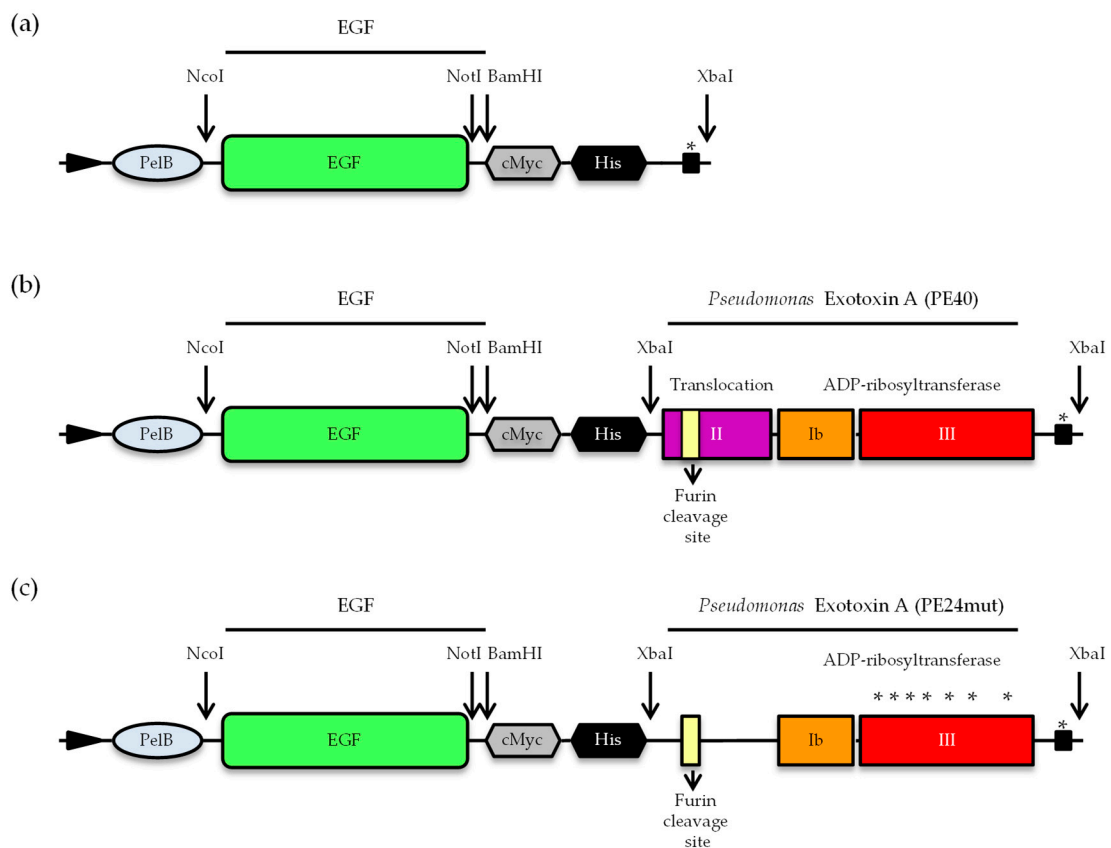 (a)
EGF
NcoI
NotI
BamHI
XbaI
PelB
EGF
cMyc
His
*
(b)
EGF
Pseudomonas Exotoxin A (PE40)
NcoI
NotI
BamHI
XbaI
XbaI
Translocation
ADP-ribosyltransferase
PelB
EGF
cMyc
His
II
Ib
III
*
Furin
cleavage
site
(c)
EGF
Pseudomonas Exotoxin A (PE24mut)
NcoI
NotI
BamHI
XbaI
XbaI
ADP-ribosyltransferase
* * * * * * *
PelB
EGF
cMyc
His
Ib
III
*
Furin
cleavage
site